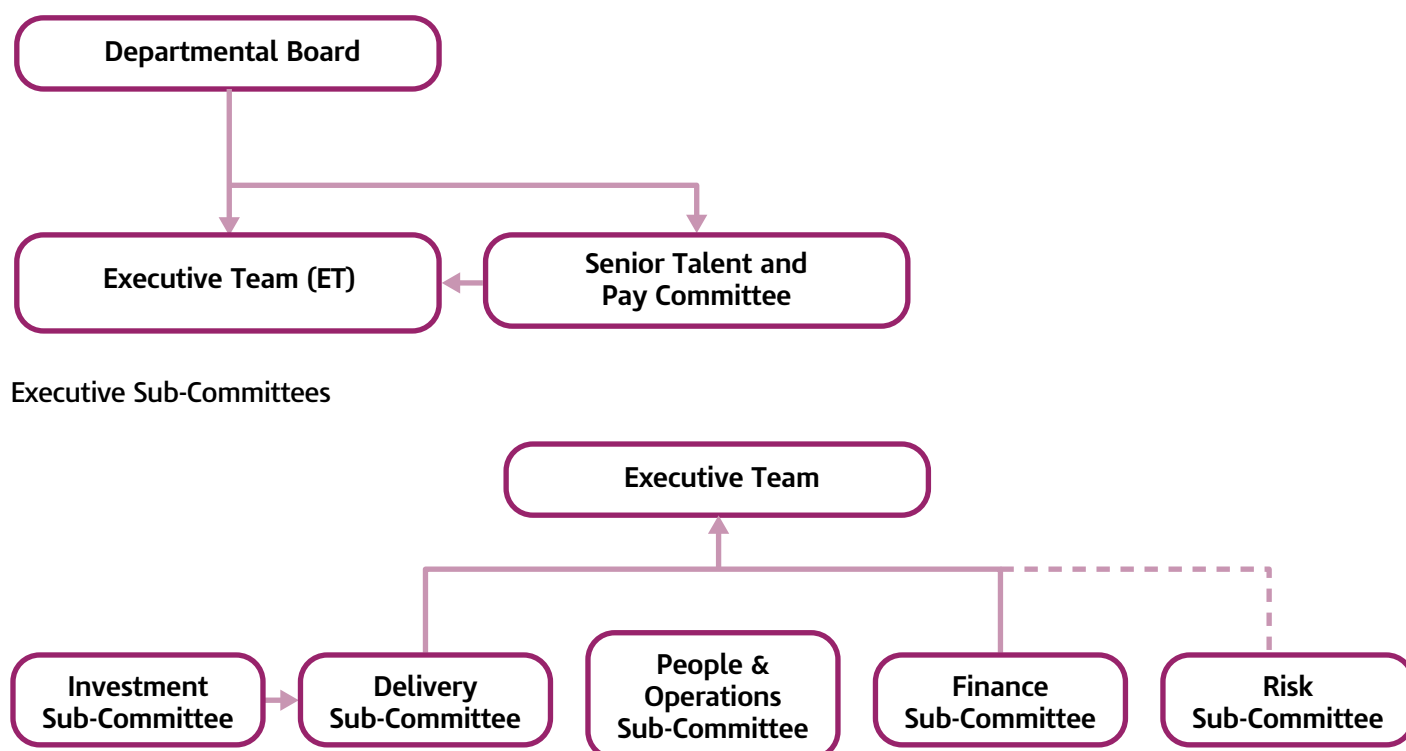 Departmental Board
Executive Team (ET)
Senior Talent and
Pay Committee
Executive Sub-Committees
Executive Team
Investment
Sub-Committee
Delivery
Sub-Committee
People &
Operations
Sub-Committee
Finance
Sub-Committee
Risk
Sub-Committee